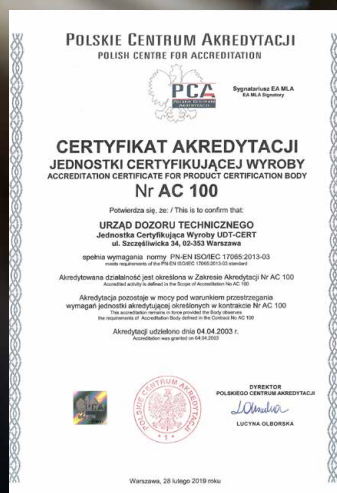 POLSKIE CENTRUM AKREDYTACJI
POLISH CENTRE FOR ACCREDITATION
PCA
POLSKIE CENTRUM
AKREDYTACJI
Sygnatariusz EA MLA
EA MLA Signatory
CERTYFIKAT AKREDYTACJI
JEDNOSTKI CERTYFIKUJĄCEJ WYROBY
ACCREDITATION CERTIFICATE FOR PRODUCT CERTIFICATION BODY
Nr AC 100
Potwierdza się, że: / This is to confirm that:
URZĄD DOZORU TECHNICZNEGO
Jednostka Certyfikująca Wyroby UDT-CERT
ul. Szczęśliwicka 34, 02-353 Warszawa
spełnia wymagania normy PN-EN ISO/IEC 17065:2013-03
meets requirements of the PN-EN ISO/IEC 17065:2013-03 standard
Akredytowana działalność jest określona w Zakresie Akredytacji Nr AC 100
Accredited activity is defined in the Scope of Accreditation No AC 100
Akredytacja pozostaje w mocy pod warunkiem przestrzegania
wymagań jednostki akredytującej określonych w kontrakcie Nr AC 100
This accreditation remains in force provided the Body observes
the requirements of Accreditation Body defined in the Contract No AC 100
Akredytacji udzielono dnia 04.04.2003 r.
Accreditation was granted on 04.04.2003
POLSKIE CENTRUM AKREDYTACJI
* 1 *
DYREKTOR
POLSKIEGO CENTRUM AKREDYTACJI
LUCYNA OLBORSKA
Warszawa, 28 lutego 2019 roku